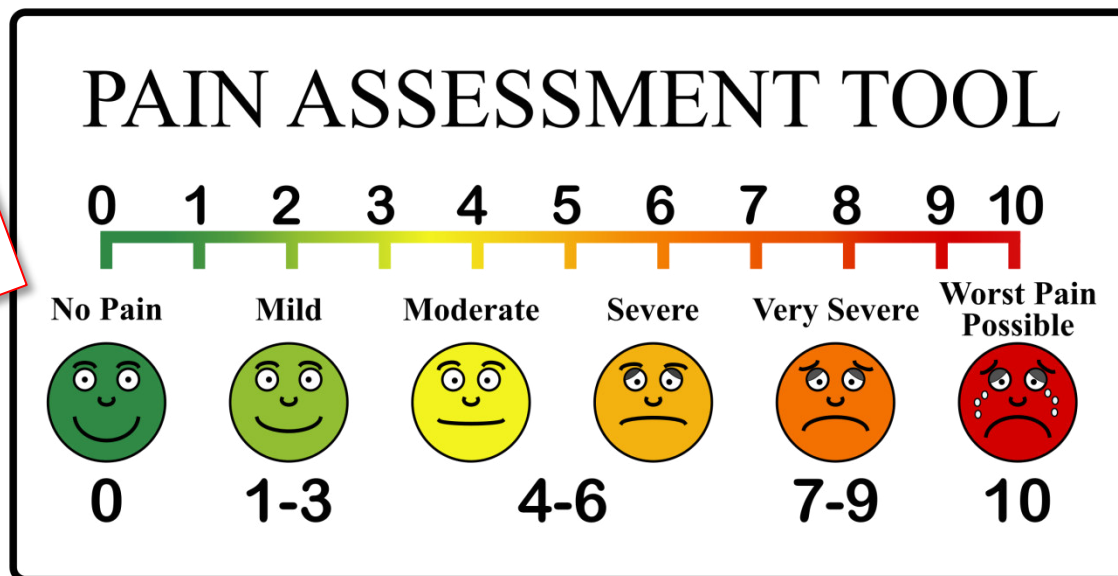 PAIN ASSESSMENT TOOL
0 1 2 3 4 5 6 7 8 9 10
No Pain Mild Moderate Severe Very Severe Worst Pain Possible
0 1-3 4-6 7-9 10